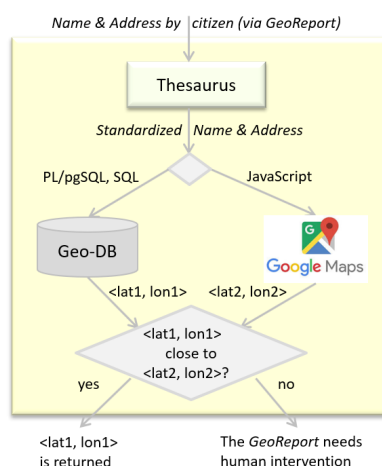 Name & Address by citizen (via GeoReport)
Thesaurus
Standardized Name & Address
PL/pgSQL, SQL
JavaScript
Geo-DB
G
Google Maps
<lat1, lon1>
<lat2, lon2>
<lat1, lon1>
close to
<lat2, lon2>?
yes
no
<lat1, lon1>
is returned
The GeoReport needs
human intervention